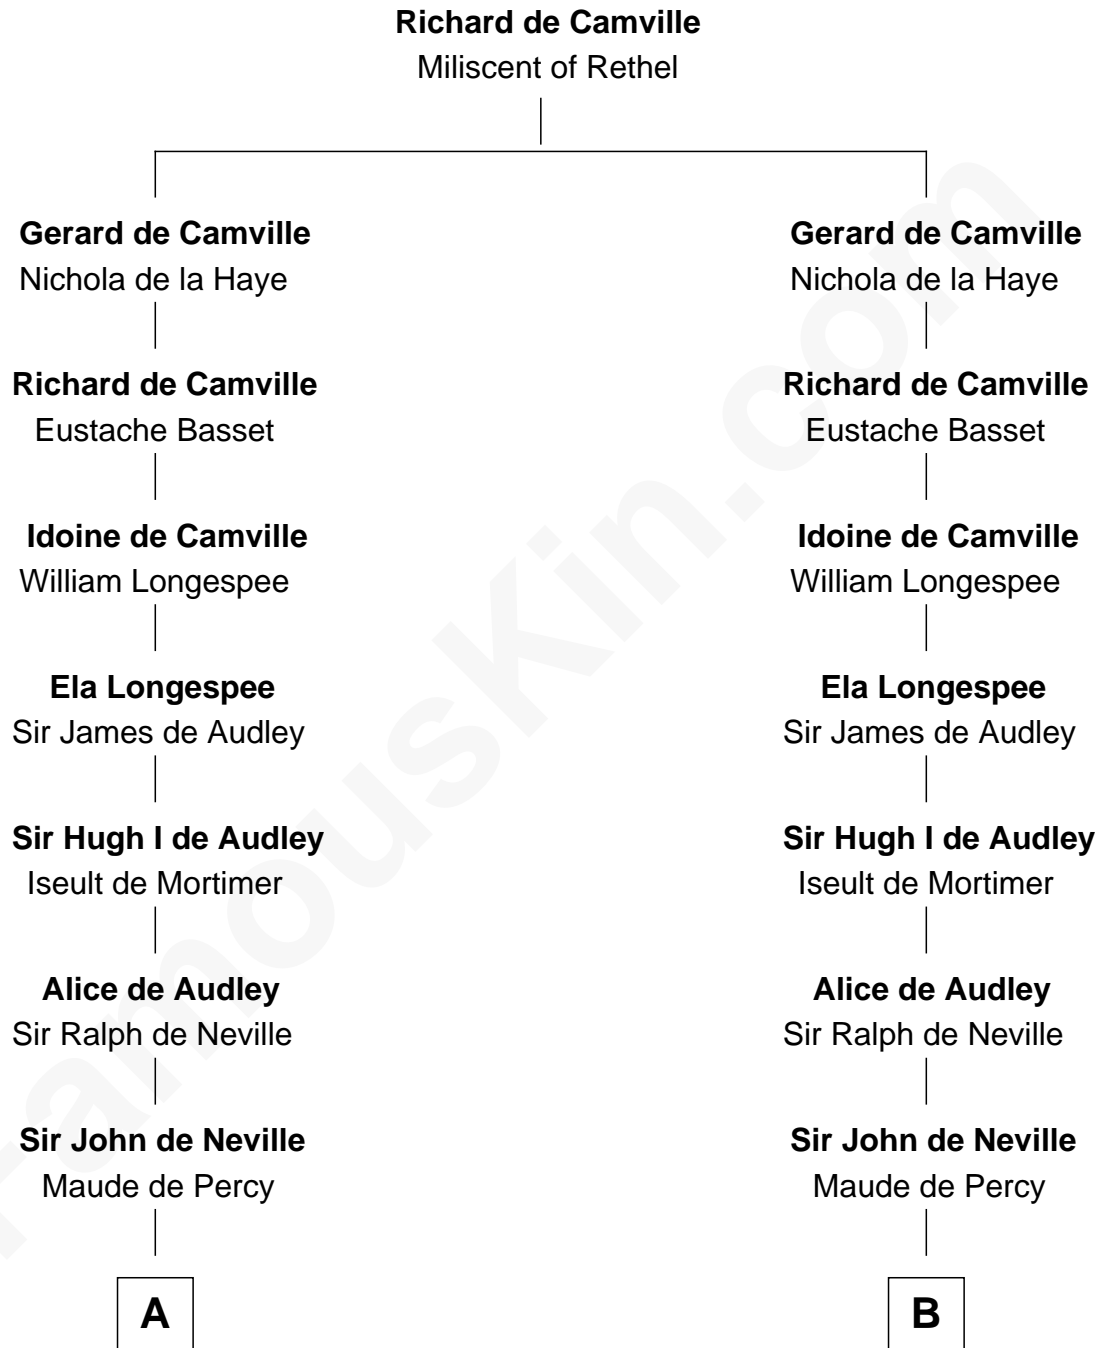 Richard de Camville
Miliscent of Rethel
Gerard de Camville
Nichola de la Haye
Richard de Camville
Eustache Basset
Idoine de Camville
William Longespee
Ela Longespee
Sir James de Audley
Sir Hugh I de Audley
Iseult de Mortimer
Alice de Audley
Sir Ralph de Neville
Sir John de Neville
Maude de Percy
A
Gerard de Camville
Nichola de la Haye
Richard de Camville
Eustache Basset
Idoine de Camville
William Longespee
Ela Longespee
Sir James de Audley
Sir Hugh I de Audley
Iseult de Mortimer
Alice de Audley
Sir Ralph de Neville
Sir John de Neville
Maude de Percy
B
FamousKin.com